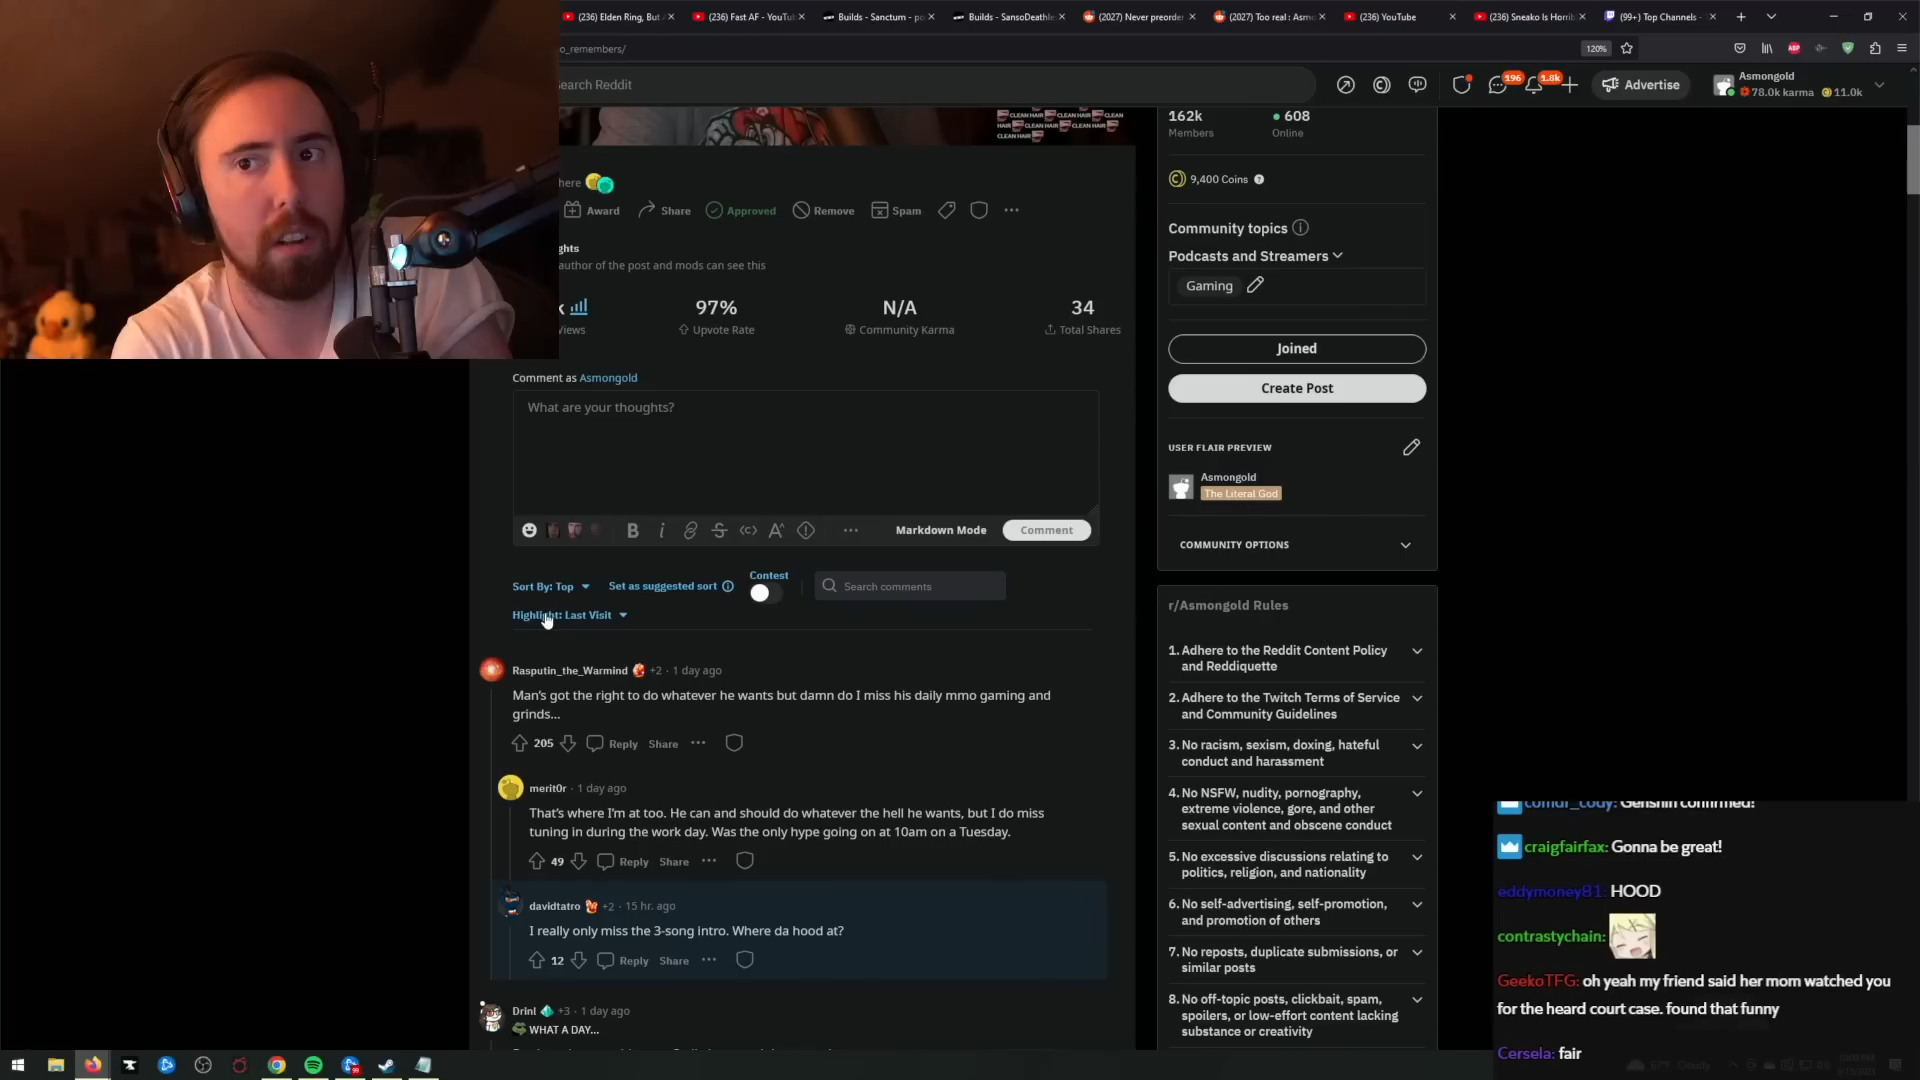 (236) Elden Ring, But
(236) Fast AF - YouTu
Builds - Sanctum - po
Builds - SansoDeathle
(2027) Never preorder
(2027) Too real : Asmo
(236) YouTube
(236) Sneako Is Horrib
(99+) Top Channels -
o_remembers/
120%
Search Reddit
196
1.8k
Advertise
Asmongold
78.0k karma
11.0k
CLEAN HAIR
162k
Members
608
Online
here
Award
Share
Approved
Remove
Spam
9,400 Coins
Community topics
Podcasts and Streamers
Gaming
author of the post and mods can see this
97%
Upvote Rate
N/A
Community Karma
34
Total Shares
Joined
Create Post
Comment as Asmongold
What are your thoughts?
Markdown Mode
Comment
USER FLAIR PREVIEW
Asmongold
The Literal God
COMMUNITY OPTIONS
Sort By: Top
Set as suggested sort
Contest
Search comments
Highlight: Last Visit
Rasputin_the_Warmind +2 · 1 day ago
Man's got the right to do whatever he wants but damn do I miss his daily mmo gaming and
grinds...
205
Reply
Share
merit0r · 1 day ago
That's where I'm at too. He can and should do whatever the hell he wants, but I do miss
tuning in during the work day. Was the only hype going on at 10am on a Tuesday.
49
Reply
Share
davidtatro +2 · 15 hr. ago
I really only miss the 3-song intro. Where da hood at?
12
Reply
Share
Drinl +3 · 1 day ago
WHAT A DAY...
r/Asmongold Rules
1. Adhere to the Reddit Content Policy
and Reddiquette
2. Adhere to the Twitch Terms of Service
and Community Guidelines
3. No racism, sexism, doxing, hateful
conduct and harassment
4. No NSFW, nudity, pornography,
extreme violence, gore, and other
sexual content and obscene conduct
5. No excessive discussions relating to
politics, religion, and nationality
6. No self-advertising, self-promotion,
and promotion of others
7. No reposts, duplicate submissions, or
similar posts
8. No off-topic posts, clickbait, spam,
spoilers, or low-effort content lacking
substance or creativity
comdr_cody: Genshin confirmed!
craigfairfax: Gonna be great!
eddymoney81: HOOD
contrastychain:
GeekoTFG: oh yeah my friend said her mom watched you
for the heard court case. found that funny
Cersela: fair